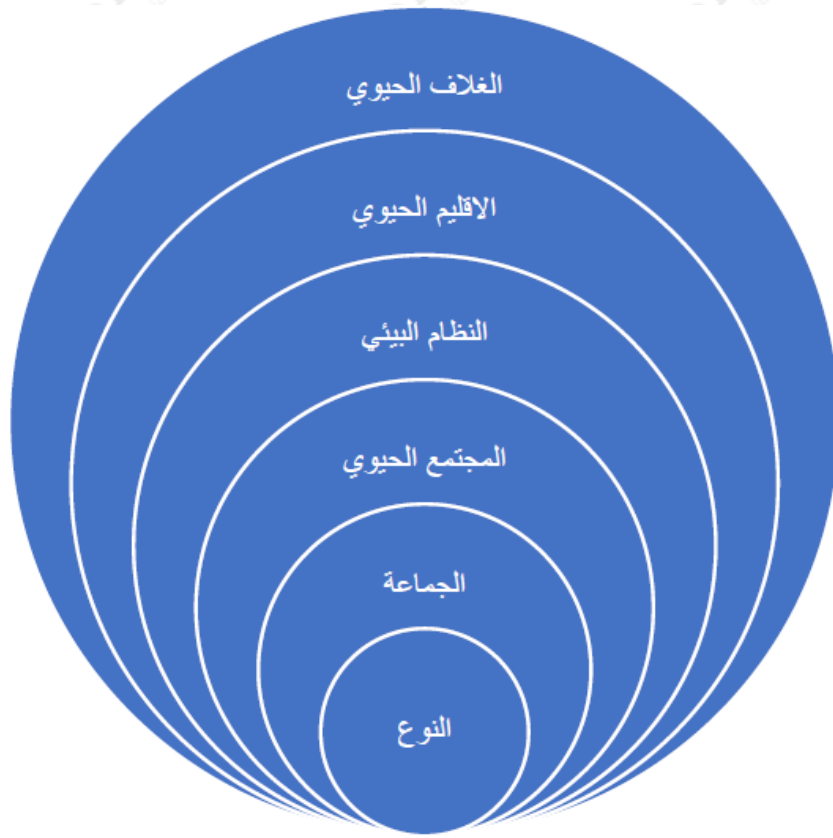 الغلاف الحيوي
الاقليم الحيوي
النظام البيئي
المجتمع الحيوي
الجماعة
النوع